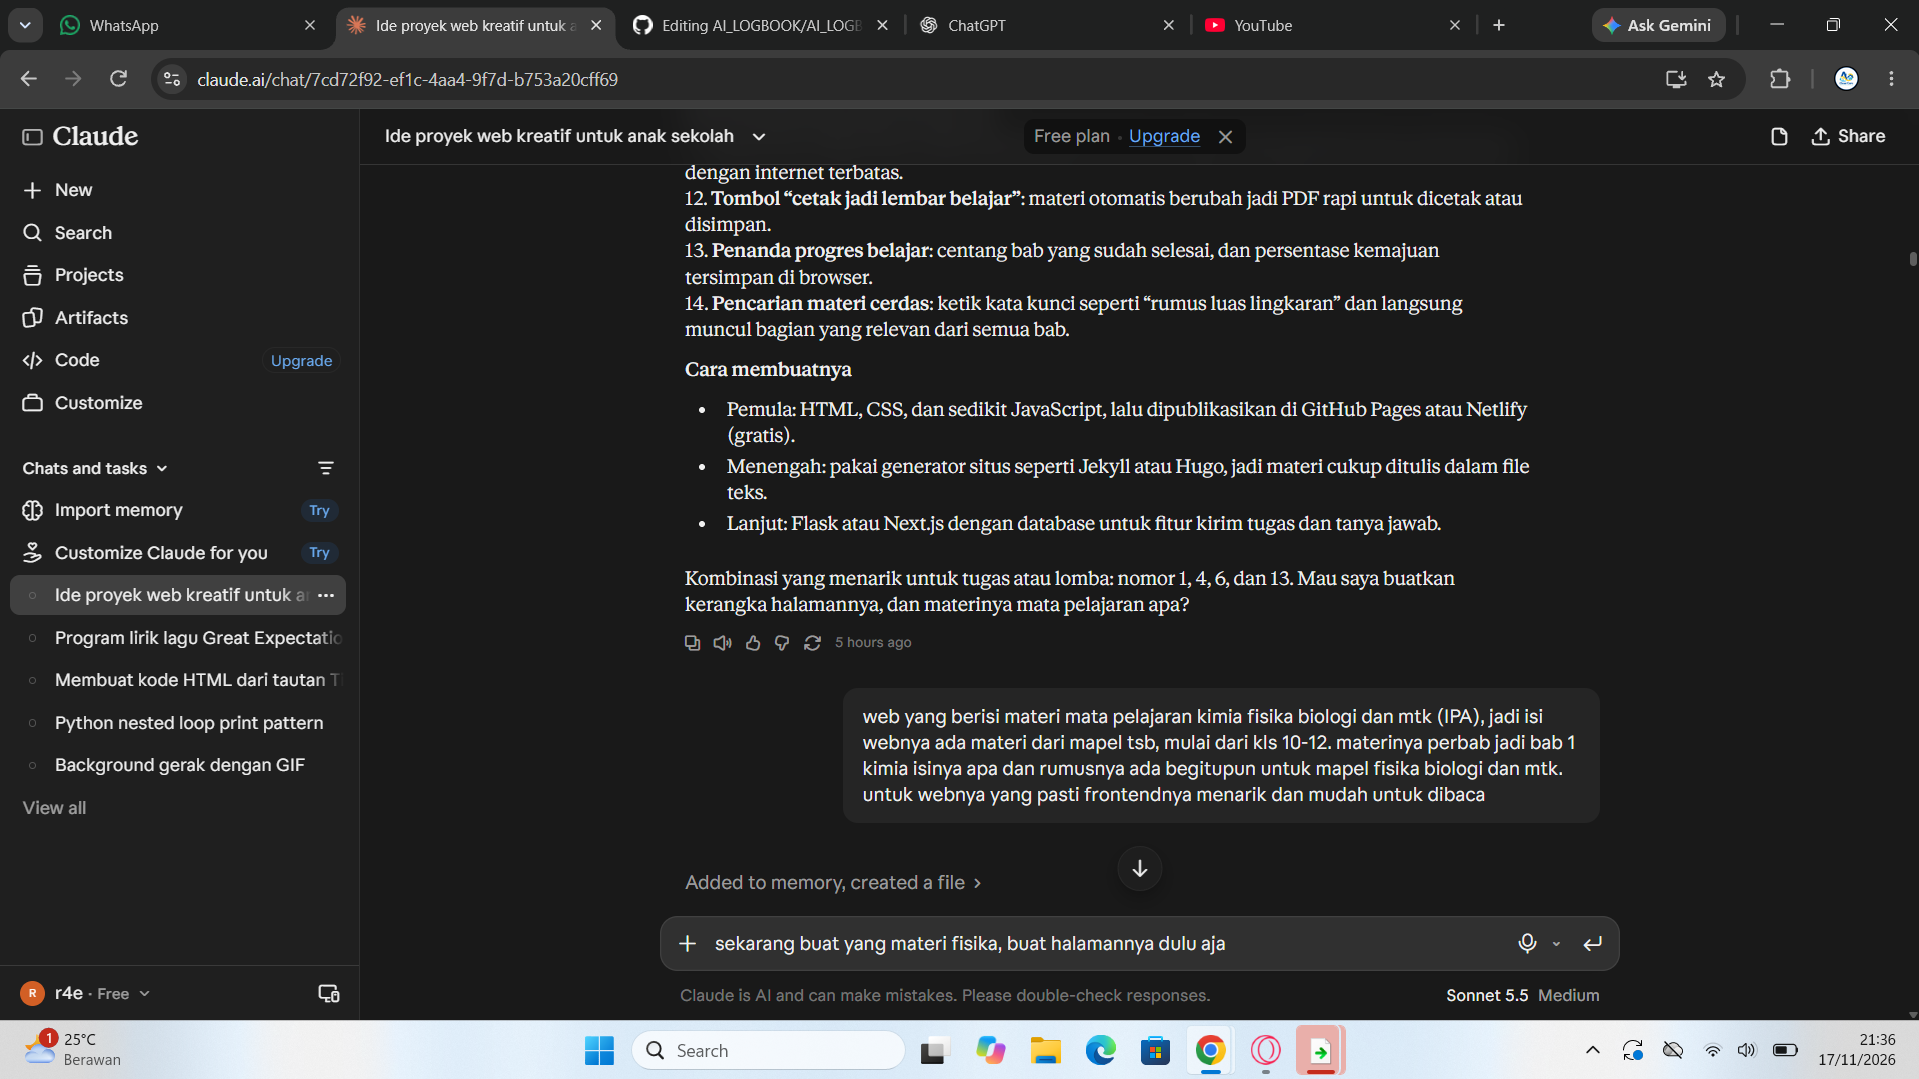 WhatsApp
Ide proyek web kreatif untuk a
Editing AI_LOGBOOK/AI_LOGB
ChatGPT
YouTube
Ask Gemini
claude.ai/chat/7cd72f92-ef1c-4aa4-9f7d-b753a20cff69
Claude
Ide proyek web kreatif untuk anak sekolah
Free plan · Upgrade
Share
New
Search
Projects
Artifacts
Code
Upgrade
Customize
Chats and tasks
Import memory
Try
Customize Claude for you
Try
Ide proyek web kreatif untuk a
Program lirik lagu Great Expectatio
Membuat kode HTML dari tautan T
Python nested loop print pattern
Background gerak dengan GIF
View all
R
r4e · Free
dengan internet terbatas.
12. Tombol “cetak jadi lembar belajar”: materi otomatis berubah jadi PDF rapi untuk dicetak atau
disimpan.
13. Penanda progres belajar: centang bab yang sudah selesai, dan persentase kemajuan
tersimpan di browser.
14. Pencarian materi cerdas: ketik kata kunci seperti “rumus luas lingkaran” dan langsung
muncul bagian yang relevan dari semua bab.
Cara membuatnya
• Pemula: HTML, CSS, dan sedikit JavaScript, lalu dipublikasikan di GitHub Pages atau Netlify
(gratis).
• Menengah: pakai generator situs seperti Jekyll atau Hugo, jadi materi cukup ditulis dalam file
teks.
• Lanjut: Flask atau Next.js dengan database untuk fitur kirim tugas dan tanya jawab.
Kombinasi yang menarik untuk tugas atau lomba: nomor 1, 4, 6, dan 13. Mau saya buatkan
kerangka halamannya, dan materinya mata pelajaran apa?
5 hours ago
web yang berisi materi mata pelajaran kimia fisika biologi dan mtk (IPA), jadi isi
webnya ada materi dari mapel tsb, mulai dari kls 10-12. materinya perbab jadi bab 1
kimia isinya apa dan rumusnya ada begitupun untuk mapel fisika biologi dan mtk.
untuk webnya yang pasti frontendnya menarik dan mudah untuk dibaca
Added to memory, created a file
sekarang buat yang materi fisika, buat halamannya dulu aja
Claude is AI and can make mistakes. Please double-check responses.
Sonnet 5.5 Medium
1
25°C
Berawan
Search
21:36
17/11/2026